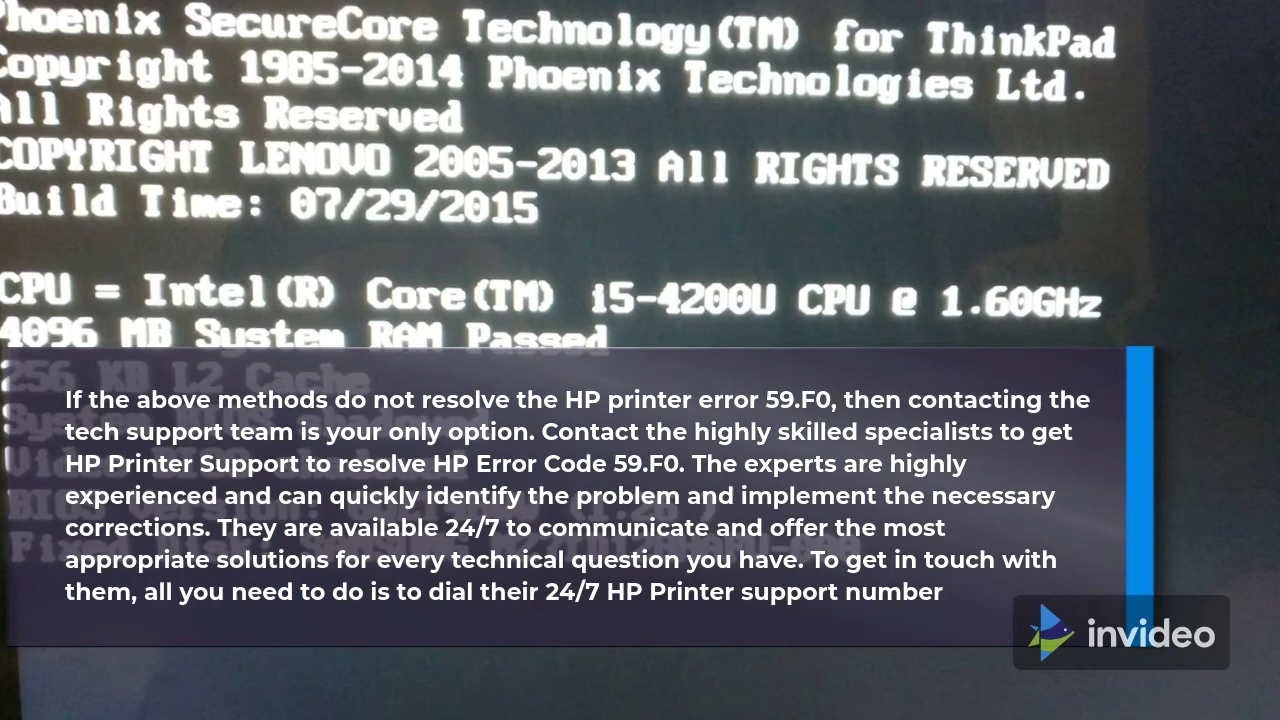 Phoenix SecureCore Technology(TM) for ThinkPad
Copyright 1985-2014 Phoenix Technologies Ltd.
All Rights Reserved
COPYRIGHT LENOVO 2005-2013 All RIGHTS RESERVED
Build Time: 07/29/2015
CPU = Intel(R) Core(TM) i5-4200U CPU @ 1.60GHz
4096 MB System RAM Passed
256 KB L2 Cache
If the above methods do not resolve the HP printer error 59.F0, then contacting the
tech support team is your only option. Contact the highly skilled specialists to get
HP Printer Support to resolve HP Error Code 59.F0. The experts are highly
experienced and can quickly identify the problem and implement the necessary
corrections. They are available 24/7 to communicate and offer the most
appropriate solutions for every technical question you have. To get in touch with
them, all you need to do is to dial their 24/7 HP Printer support number
invideo